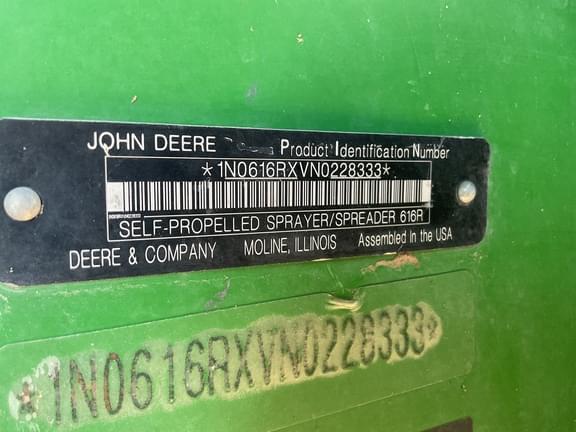 JOHN DEERE Product Identification Number
*1N0616RXVN0228333*
SELF-PROPELLED SPRAYER/SPREADER 616R
DEERE & COMPANY MOLINE, ILLINOIS Assembled in the USA
*1N0616RXVN0228333*